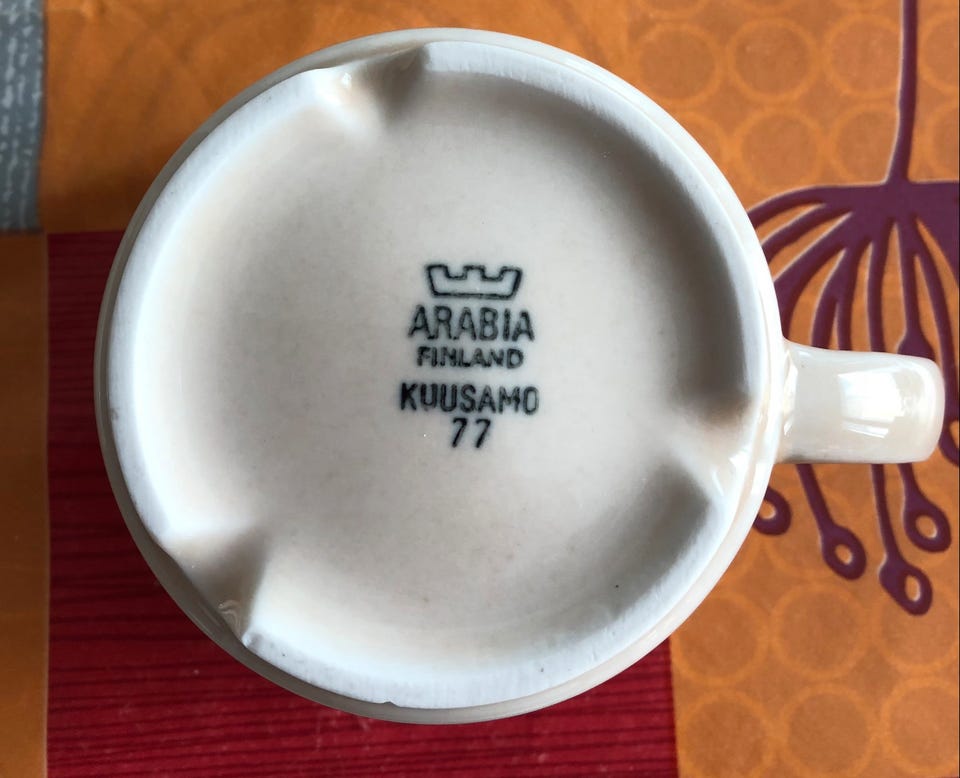 ARABIA
FINLAND
KUUSAMO
77